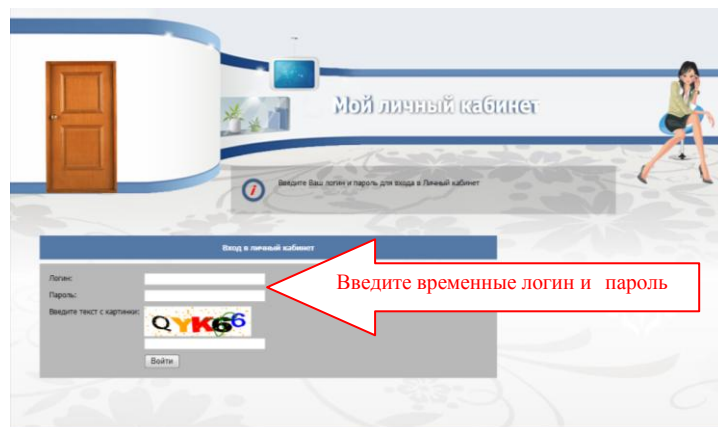 Мой личный кабинет
Введите Ваш логин и пароль для входа в Личный кабинет
Вход в личный кабинет
Логин:
Введите временные логин и пароль
Пароль:
Введите текст с картинки:
QYK66
Войти